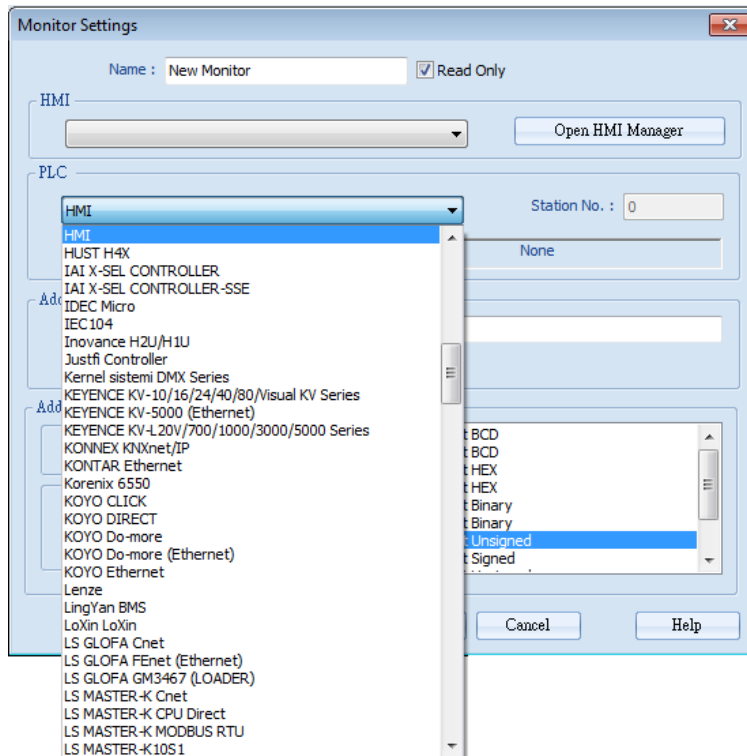 Monitor Settings
Name : New Monitor Read Only
HMI
Open HMI Manager
PLC
HMI Station No. : 0
None
HMI
HUST H4X
IAI X-SEL CONTROLLER
IAI X-SEL CONTROLLER-SSE
IDEC Micro
IEC104
Inovance H2U/H1U
Justfi Controller
Kernel sistemi DMX Series
KEYENCE KV-10/16/24/40/80/Visual KV Series
KEYENCE KV-5000 (Ethernet)
KEYENCE KV-L20V/700/1000/3000/5000 Series
KONNEX KNXnet/IP
KONTAR Ethernet
Korenix 6550
KOYO CLICK
KOYO DIRECT
KOYO Do-more
KOYO Do-more (Ethernet)
KOYO Ethernet
Lenze
LingYan BMS
LoXin LoXin
LS GLOFA Cnet
LS GLOFA FEnet (Ethernet)
LS GLOFA GM3467 (LOADER)
LS MASTER-K Cnet
LS MASTER-K CPU Direct
LS MASTER-K MODBUS RTU
LS MASTER-K10S1
Add
Add
t BCD
t BCD
t HEX
t HEX
t Binary
t Binary
t Unsigned
t Signed
Cancel
Help